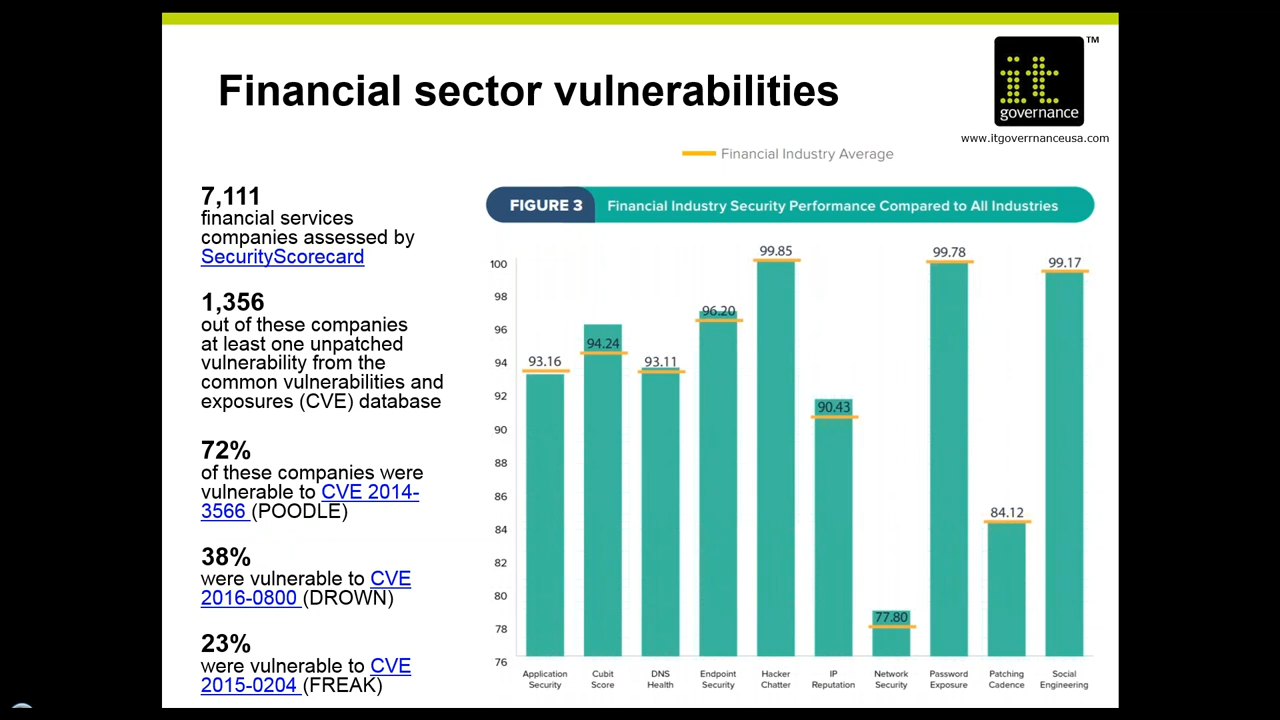 Financial sector vulnerabilities
it
governance
TM
www.itgoverrnanceusa.com
Financial Industry Average
7,111
financial services
companies assessed by
SecurityScorecard
1,356
out of these companies
at least one unpatched
vulnerability from the
common vulnerabilities and
exposures (CVE) database
72%
of these companies were
vulnerable to CVE 2014-
3566 (POODLE)
38%
were vulnerable to CVE
2016-0800 (DROWN)
23%
were vulnerable to CVE
2015-0204 (FREAK)
FIGURE 3 Financial Industry Security Performance Compared to All Industries
100
98
96
94
92
90
88
86
84
82
80
78
76
93.16
94.24
93.11
96.20
99.85
90.43
77.80
99.78
84.12
99.17
Application
Security
Cubit
Score
DNS
Health
Endpoint
Security
Hacker
Chatter
IP
Reputation
Network
Security
Password
Exposure
Patching
Cadence
Social
Engineering